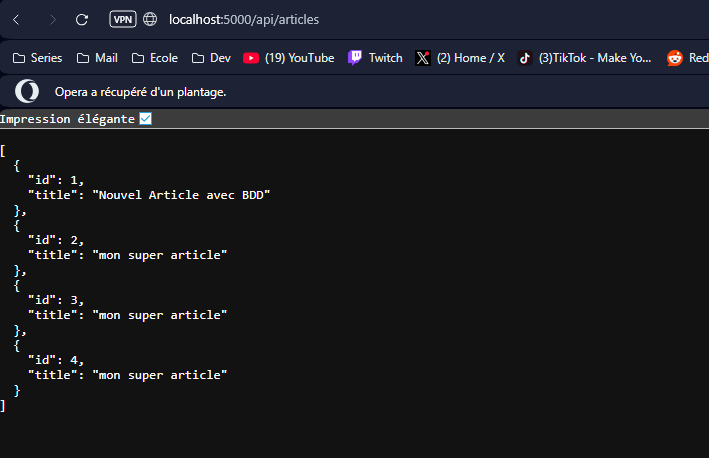 VPN localhost:5000/api/articles
Series Mail Ecole Dev (19) YouTube Twitch (2) Home / X (3)TikTok - Make Yo... Red
Opera a récupéré d'un plantage.
Impression élégante
[
{
"id": 1,
"title": "Nouvel Article avec BDD"
},
{
"id": 2,
"title": "mon super article"
},
{
"id": 3,
"title": "mon super article"
},
{
"id": 4,
"title": "mon super article"
}
]